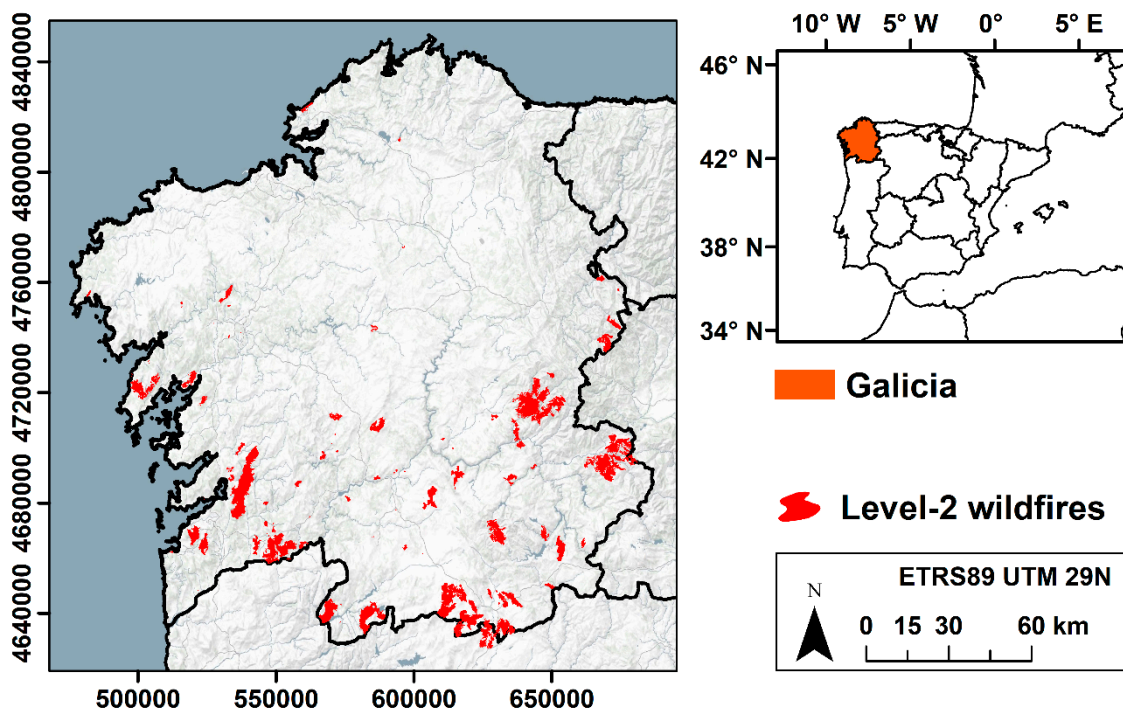 4840000
4800000
4760000
4720000
4680000
4640000
500000 550000 600000 650000
10° W 5° W 0° 5° E
46° N
42° N
38° N
34° N
Galicia
Level-2 wildfires
ETRS89 UTM 29N
N
0 15 30 60 km